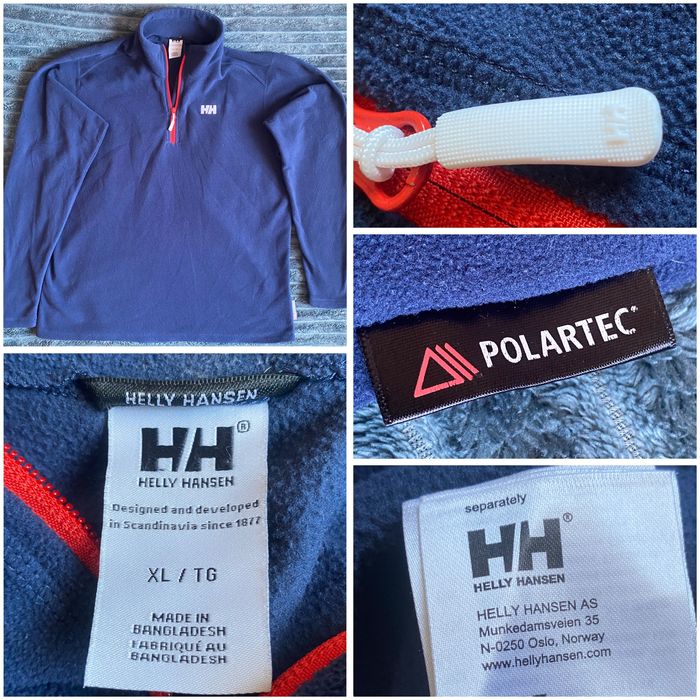 HH
HH
POLARTEC®
HELLY HANSEN
HH®
HELLY HANSEN
Designed and developed
in Scandinavia since 1877
XL / TG
MADE IN
BANGLADESH
FABRIQUÉ AU
BANGLADESH
separately
HH®
HELLY HANSEN
HELLY HANSEN AS
Munkedamsveien 35
N-0250 Oslo, Norway
www.hellyhansen.com